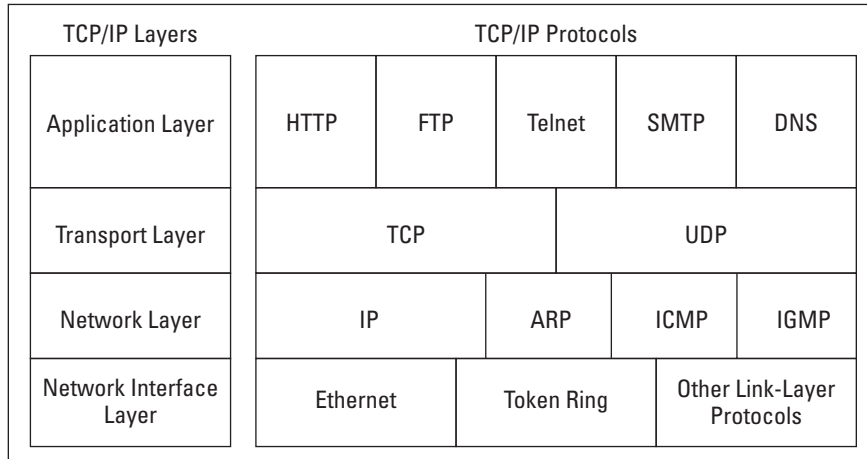 TCP/IP Layers
TCP/IP Protocols
Application Layer
HTTP
FTP
Telnet
SMTP
DNS
Transport Layer
TCP
UDP
Network Layer
IP
ARP
ICMP
IGMP
Network Interface
Layer
Ethernet
Token Ring
Other Link-Layer
Protocols